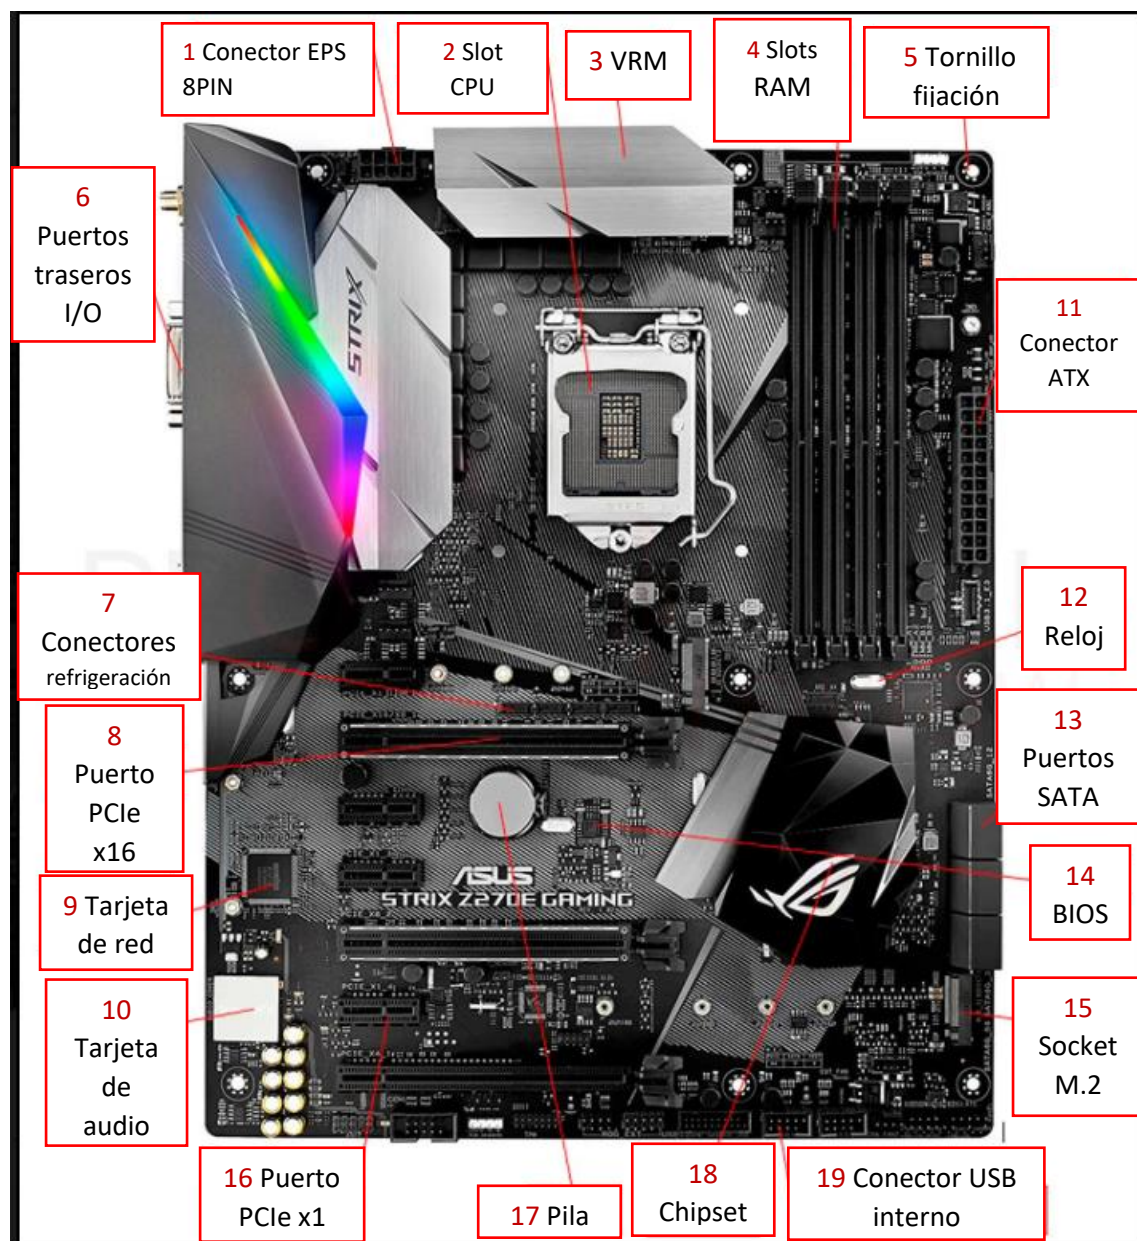 1 Conector EPS
8PIN
2 Slot
CPU
3 VRM
4 Slots
RAM
5 Tornillo
fijación
6
Puertos
traseros
I/O
STRIX
11
Conector
ATX
7
Conectores
refrigeración
12
Reloj
8
Puerto
PCIe
x16
13
Puertos
SATA
ASUS
STRIX Z270E GAMING
14
BIOS
9 Tarjeta
de red
10
Tarjeta
de
audio
PCIE_X1
15
Socket
M.2
16 Puerto
PCIe x1
17 Pila
18
Chipset
19 Conector USB
interno